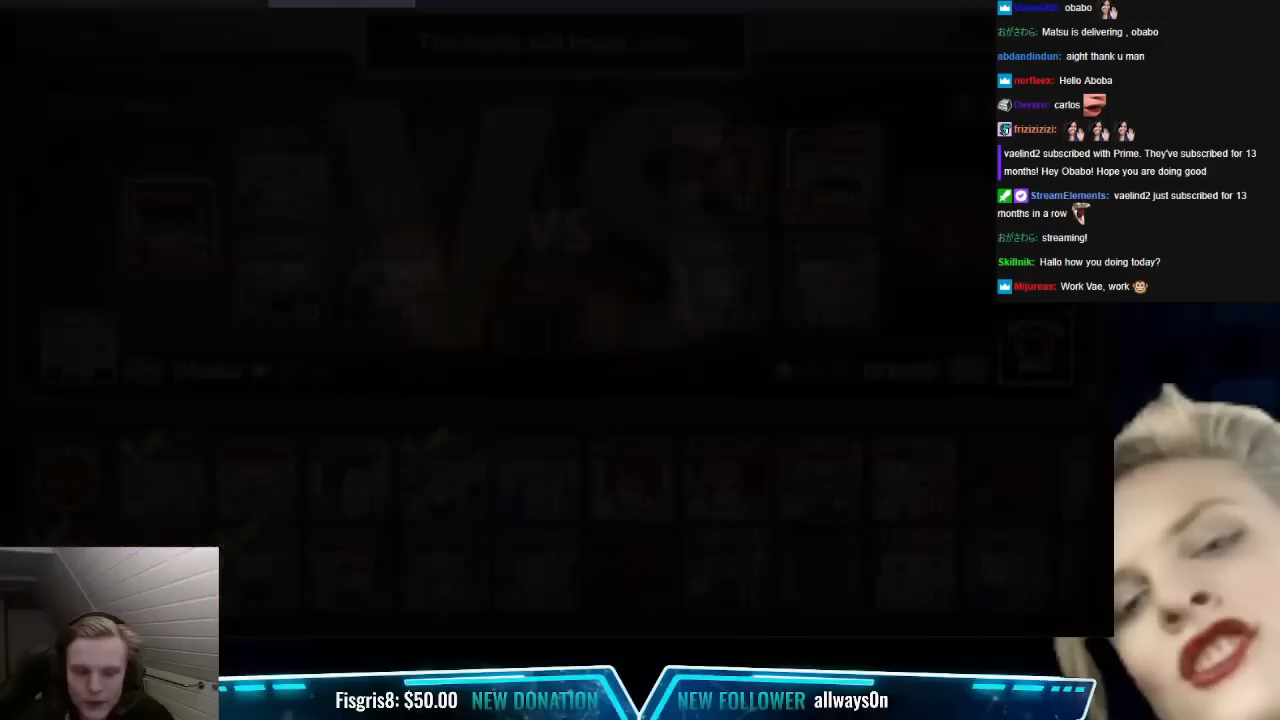 obabo
おがさわら: Matsu is delivering , obabo
abdandindun: aight thank u man
nerfleex: Hello Aboba
carlos
frizizizizi:
vaelind2 subscribed with Prime. They've subscribed for 13
months! Hey Obabo! Hope you are doing good
StreamElements: vaelind2 just subscribed for 13
months in a row
おがさわら: streaming!
Skillnik: Hallo how you doing today?
Mijureas: Work Vae, work
VS
Fisgris8: $50.00 NEW DONATION
NEW FOLLOWER allways0n